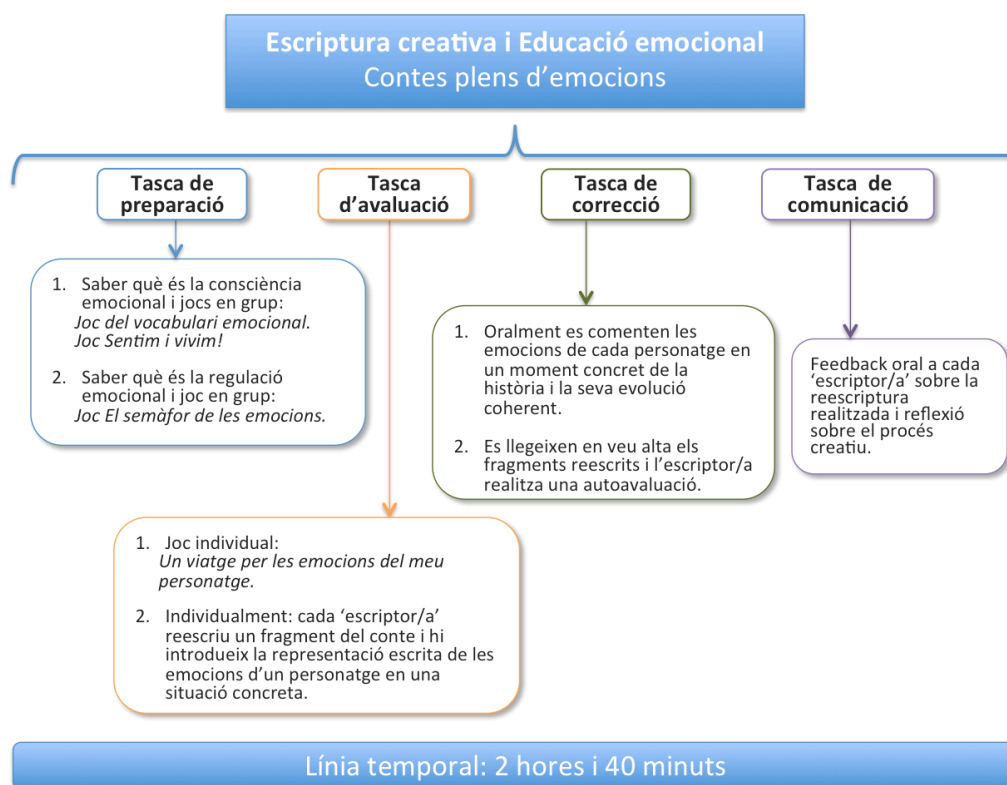 Escriptura creativa i Educació emocional
Contes plens d'emocions
Tasca de
preparació
Tasca
d'avaluació
Tasca de
correcció
Tasca de
comunicació
1. Saber què és la consciència
emocional i jocs en grup:
Joc del vocabulari emocional.
Joc Sentim i vivim!
2. Saber què és la regulació
emocional i joc en grup:
Joc El semàfor de les emocions.
1. Joc individual:
Un viatge per les emocions del meu
personatge.
2. Individualment: cada 'escriptor/a'
reescriu un fragment del conte i hi
introdueix la representació escrita de les
emocions d'un personatge en una
situació concreta.
1. Oralment es comenten les
emocions de cada personatge en
un moment concret de la
història i la seva evolució
coherent.
2. Es llegeixen en veu alta els
fragments reescrits i l'escriptor/a
realitza una autoavaluació.
Feedback oral a cada
'escriptor/a' sobre la
reescriptura
realitzada i reflexió
sobre el procés
creatiu.
Línia temporal: 2 hores i 40 minuts